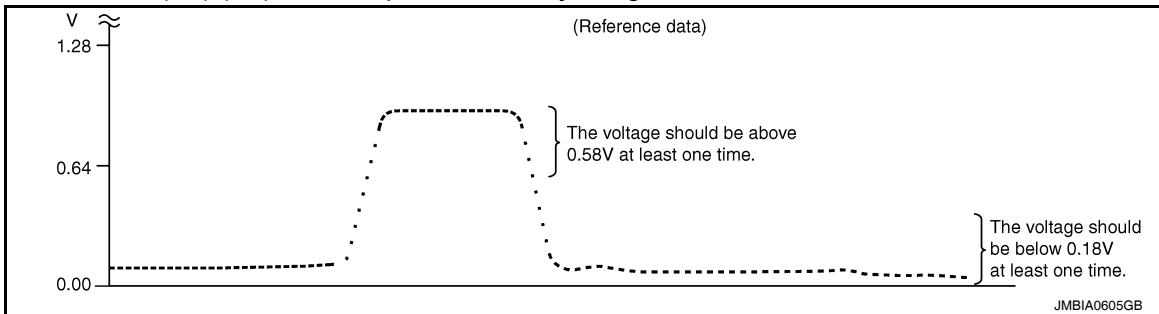 V
(Reference data)
1.28
The voltage should be above
0.58V at least one time.
0.64
The voltage should
be below 0.18V
at least one time.
0.00
JMBIA0605GB